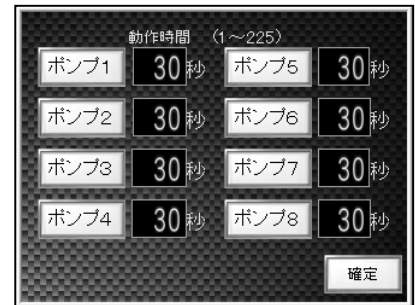 動作時間 （1～225）
ポンプ1 30秒 ポンプ5 30秒
ポンプ2 30秒 ポンプ6 30秒
ポンプ3 30秒 ポンプ7 30秒
ポンプ4 30秒 ポンプ8 30秒
確定